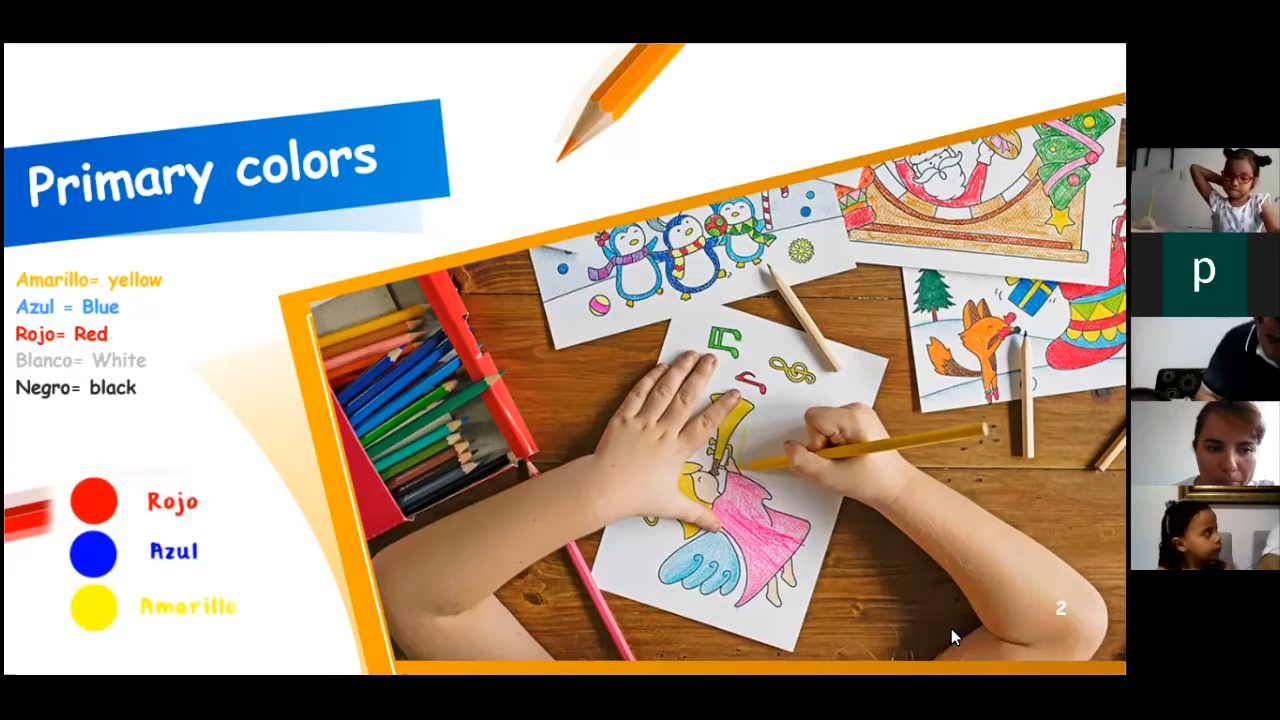 Primary colors
Amarillo= yellow
Azul = Blue
Rojo= Red
Blanco= White
Negro= black
Rojo
Azul
Amarillo
2
p